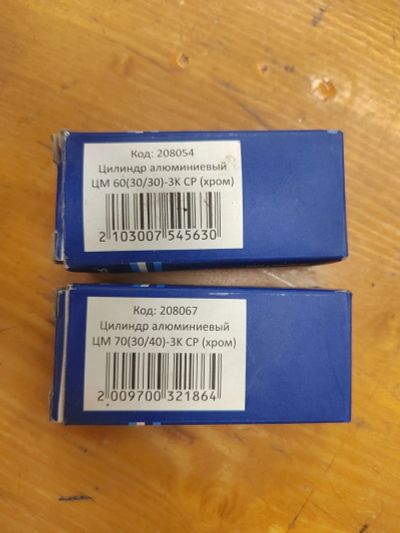 Код: 208054
Цилиндр алюминиевый
ЦМ 60(30/30)-3К СР (хром)
2 103007 545630
Код: 208067
Цилиндр алюминиевый
ЦМ 70(30/40)-3К СР (хром)
2 009700 321864